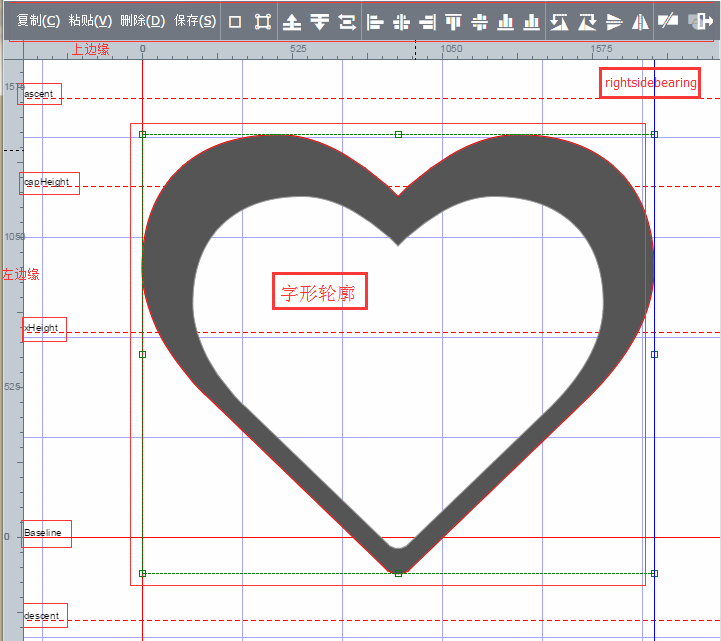 复制(C) 粘贴(V) 删除(D) 保存(S)
上边缘
0 525 1050 1575
rightsidebearing
1575
ascent
capHeight
1050
左边缘
字形轮廓
xHeight
525
Baseline
0
descent